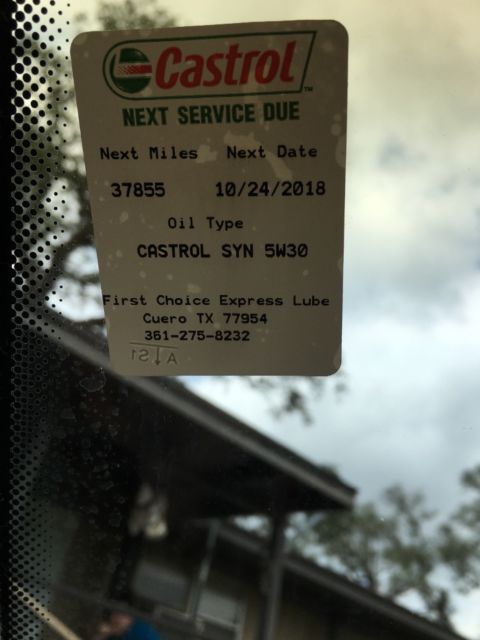 Castrol™
NEXT SERVICE DUE
Next Miles Next Date
37855 10/24/2018
Oil Type
CASTROL SYN 5W30
First Choice Express Lube
Cuero TX 77954
361-275-8232